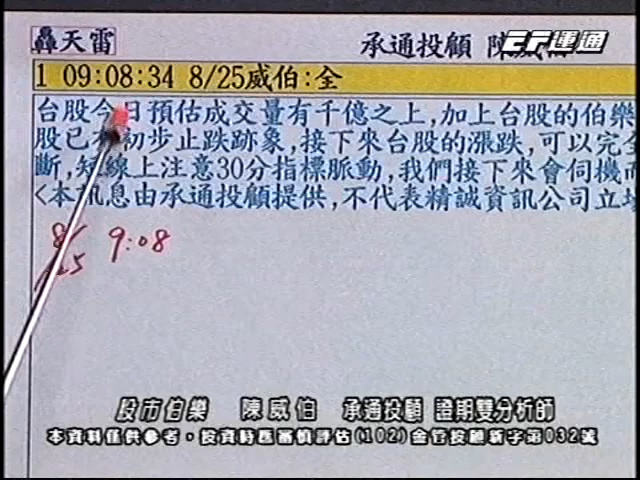 轟天雷
承通投顧 陳威伯
EF運通
1 09:08:34 8/25威伯:全
台股今日預估成交量有千億之上,加上台股的伯樂
股已有初步止跌跡象,接下來台股的漲跌,可以完全
斷,短線上注意30分指標脈動,我們接下來會伺機而
<本訊息由承通投顧提供,不代表精誠資訊公司立場
8/25 9:08
股市伯樂 陳威伯 承通投顧 證期雙分析師
本資料僅供參考,投資時應審慎評估(102)金管投顧新字第032號